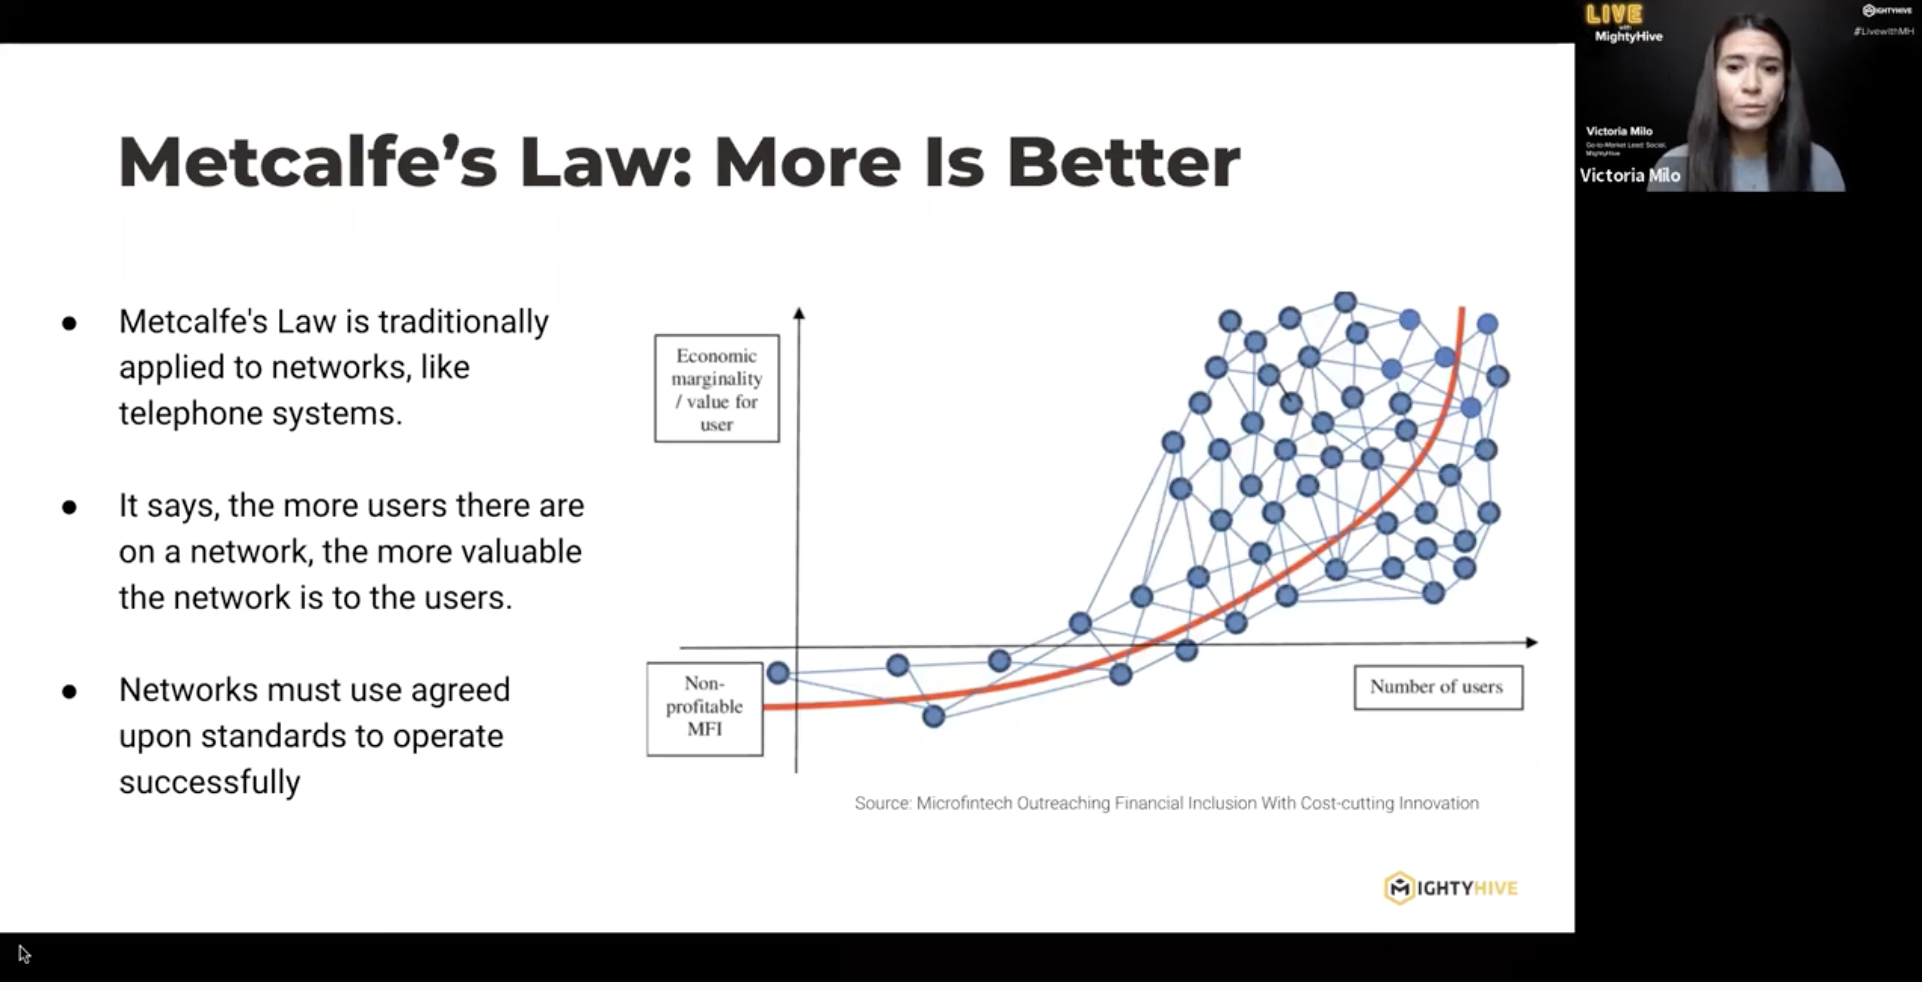 Metcalfe’s Law: More Is Better
● Metcalfe's Law is traditionally
applied to networks, like
telephone systems.
● It says, the more users there are
on a network, the more valuable
the network is to the users.
● Networks must use agreed
upon standards to operate
successfully
Economic
marginality
/ value for
user
Non-
profitable
MFI
Number of users
Source: Microfintech Outreaching Financial Inclusion With Cost-cutting Innovation
MIGHTYHIVE
LIVE
with
MightyHive
MIGHTYHIVE
#LivewithMH
Victoria Milo
Go-to-Market Lead: Social,
MightyHive
Victoria Milo